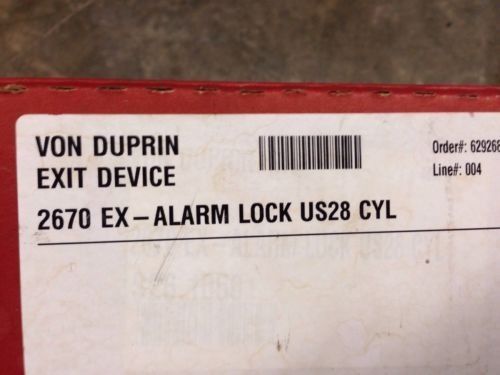 VON DUPRIN
EXIT DEVICE
2670 EX-ALARM LOCK US28 CYL
Order#: 629268
Line#: 004